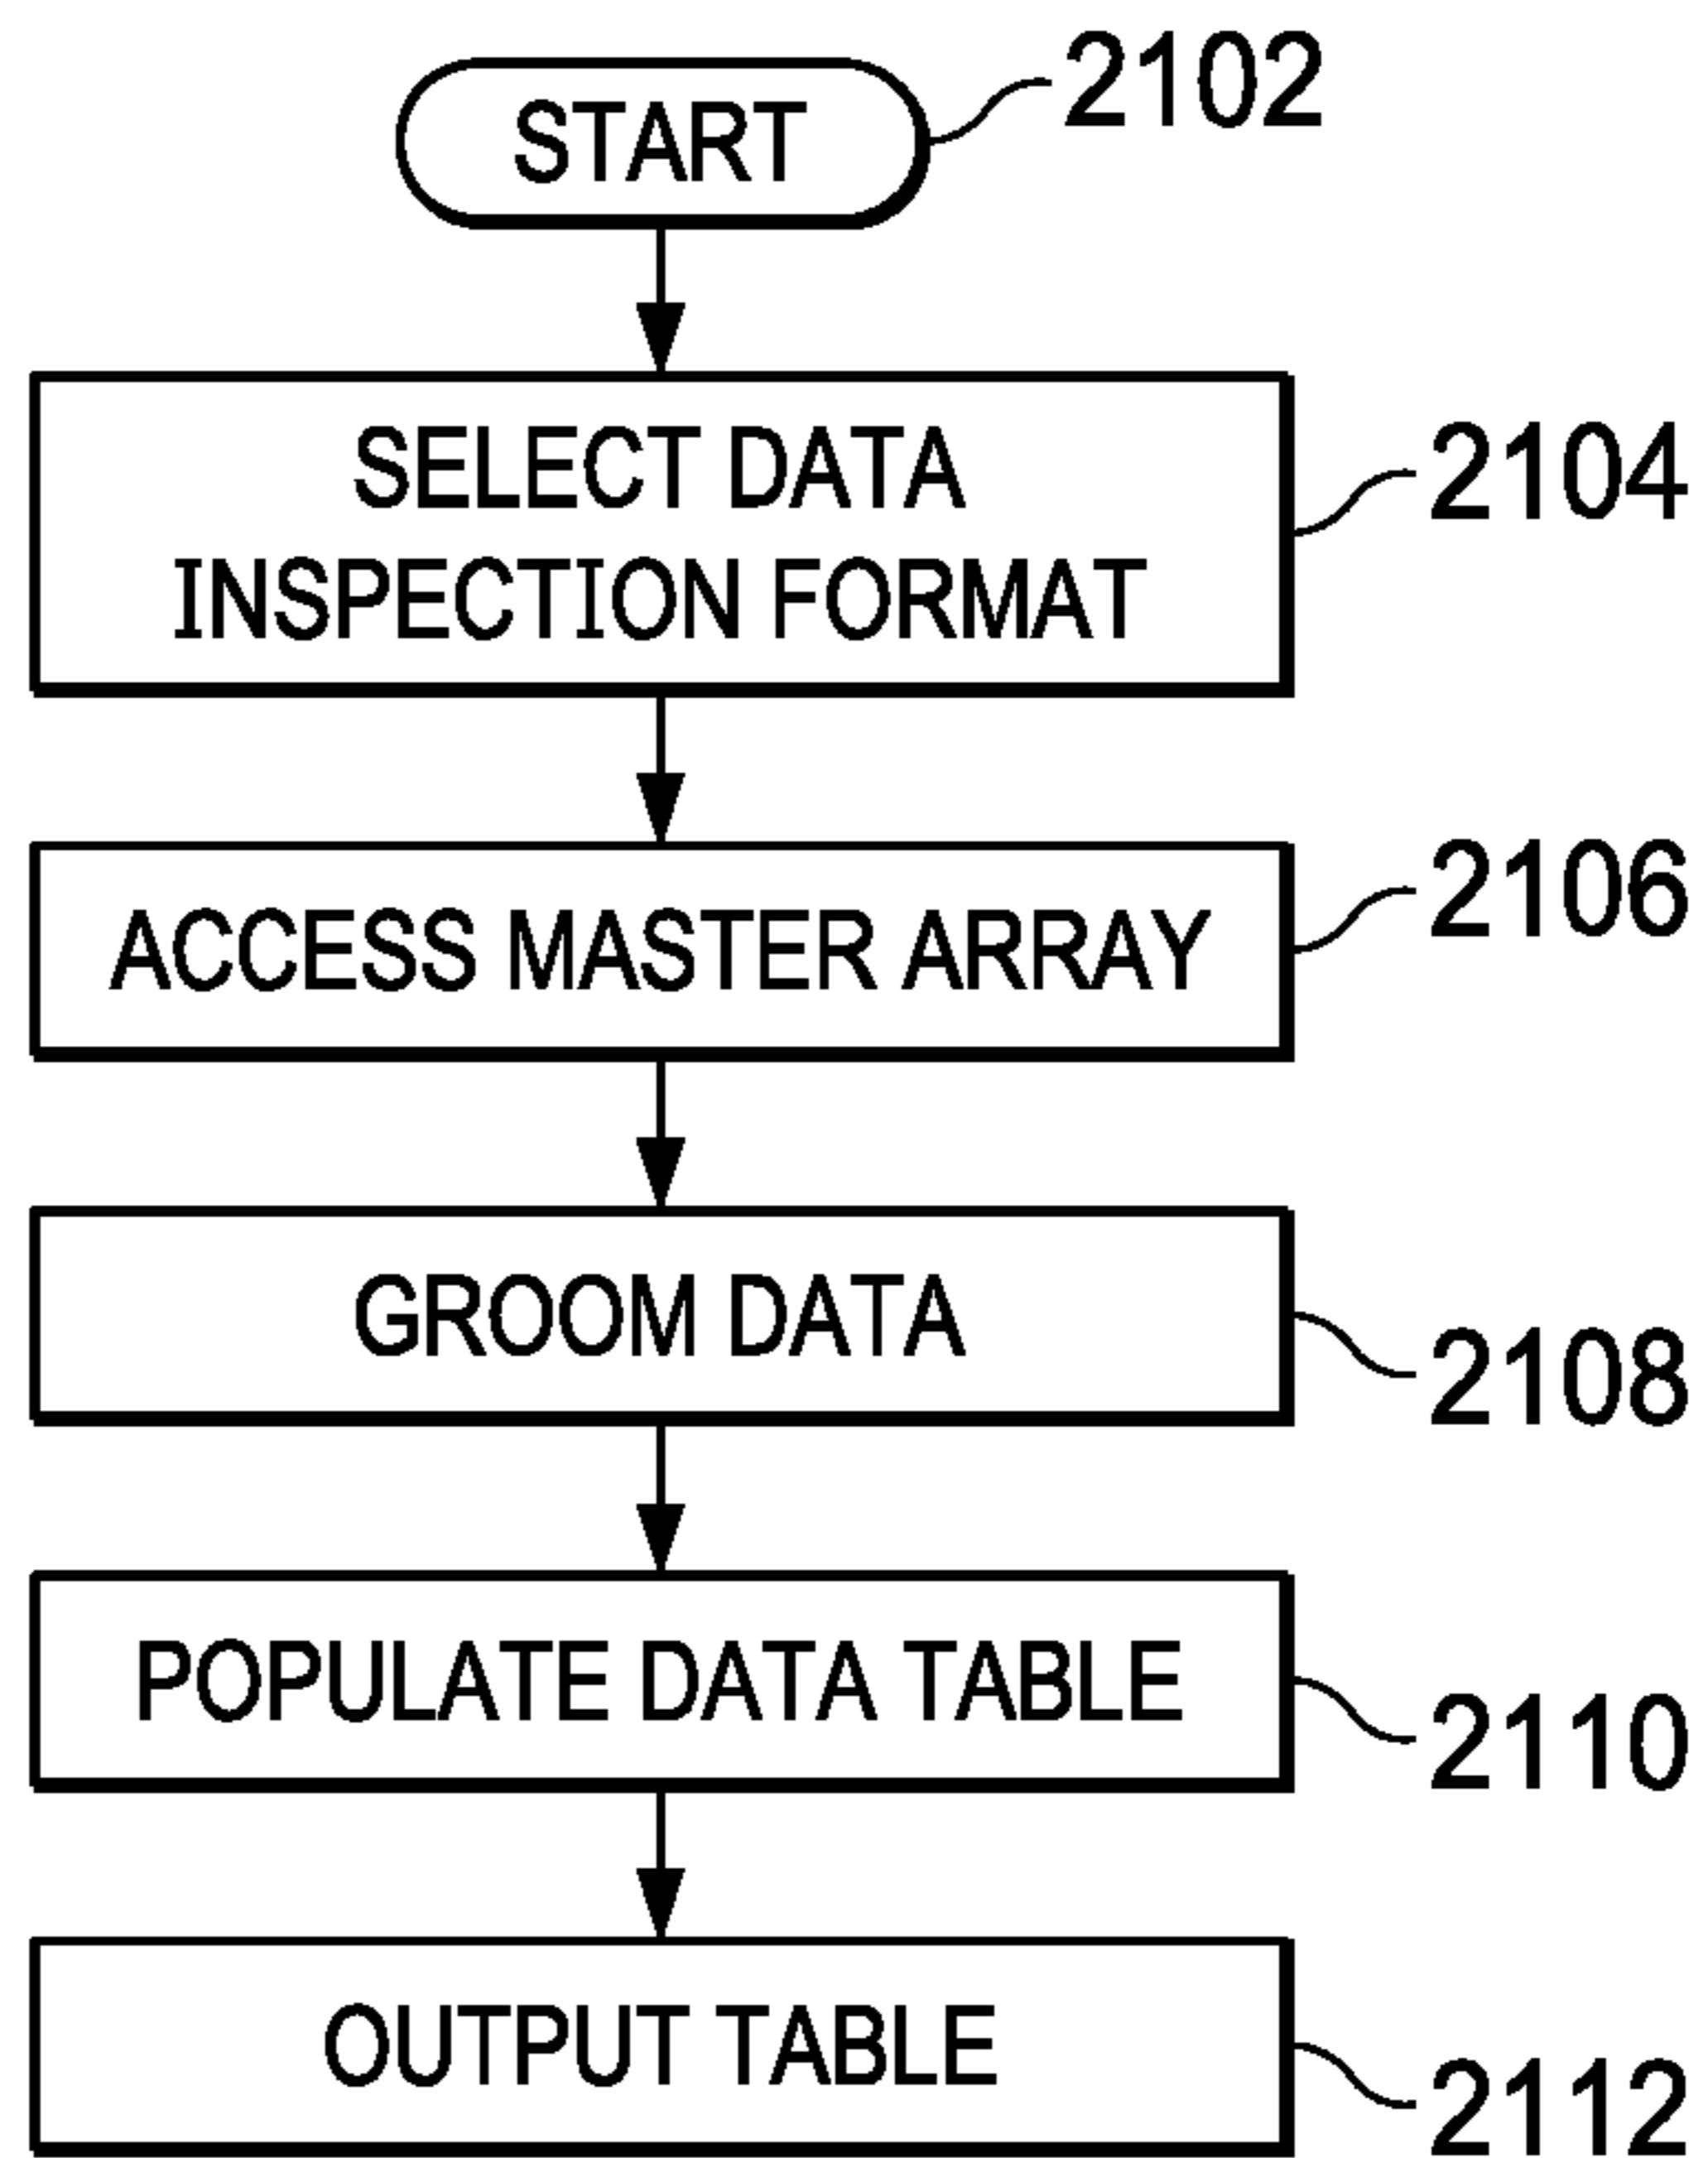 START
2102
SELECT DATA
INSPECTION FORMAT
2104
ACCESS MASTER ARRAY
2106
GROOM DATA
2108
POPULATE DATA TABLE
2110
OUTPUT TABLE
2112